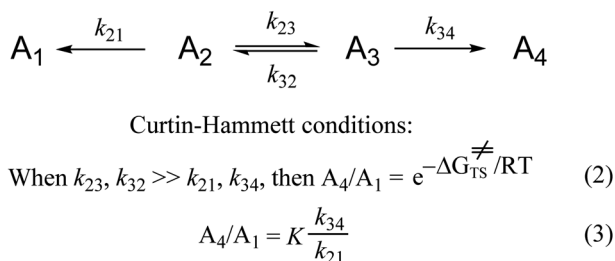 A₁ ←k₂₁ A₂ ⇌k₂₃ k₃₂ A₃ →k₃₄ A₄
Curtin-Hammett conditions:
When k₂₃, k₃₂ >> k₂₁, k₃₄, then A₄/A₁ = e^(−ΔG≠_TS/RT) (2)
A₄/A₁ = K k₃₄/k₂₁ (3)